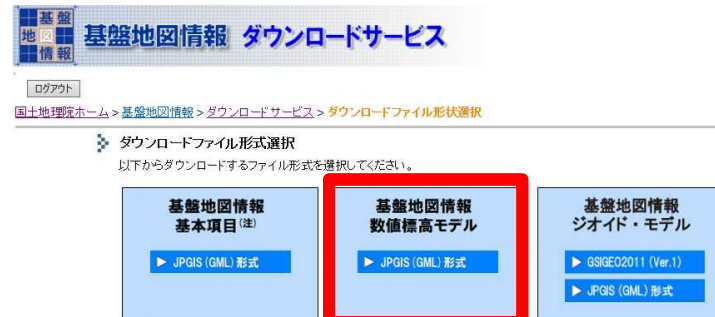 基盤
地図
情報
基盤地図情報 ダウンロードサービス
ログアウト
国土地理院ホーム > 基盤地図情報 > ダウンロードサービス > ダウンロードファイル形状選択
ダウンロードファイル形式選択
以下からダウンロードするファイル形式を選択してください。
基盤地図情報
基本項目(注)
▶ JPGIS (GML) 形式
基盤地図情報
数値標高モデル
▶ JPGIS (GML) 形式
基盤地図情報
ジオイド・モデル
▶ GSIGEO2011 (Ver.1)
▶ JPGIS (GML) 形式